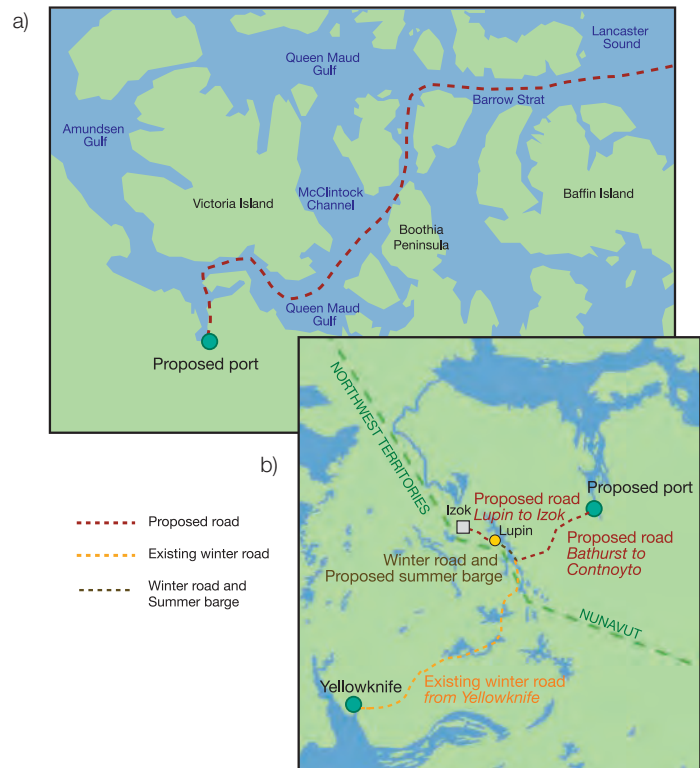 a)
Queen Maud
Gulf
Lancaster
Sound
Barrow Strat
Amundsen
Gulf
Victoria Island
McClintock
Channel
Baffin Island
Boothia
Peninsula
Queen Maud
Gulf
Proposed port
b)
NORTHWEST TERRITORIES
Proposed port
Proposed road
Lupin to Izok
Izok
Lupin
Proposed road
Bathurst to
Contnoyto
Winter road and
Proposed summer barge
NUNAVUT
Yellowknife
Existing winter road
from Yellowknife
Proposed road
Existing winter road
Winter road and
Summer barge